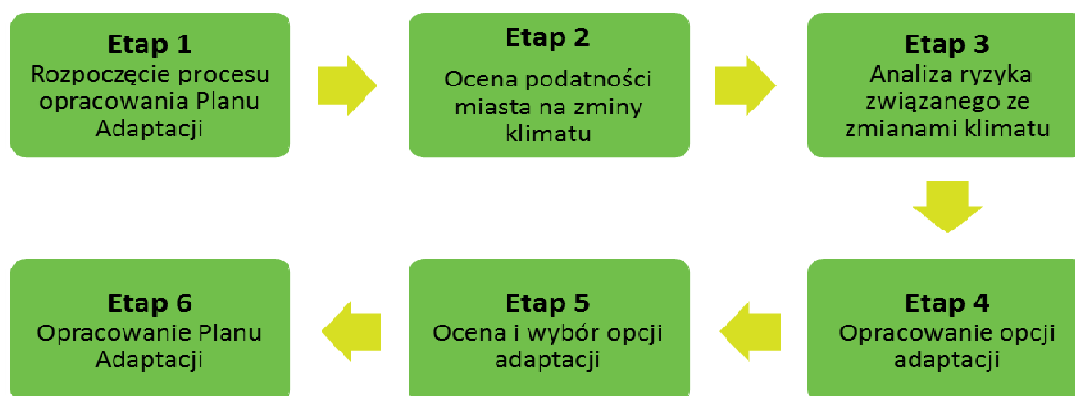 Etap 1
Rozpoczęcie procesu
opracowania Planu
Adaptacji
Etap 2
Ocena podatności
miasta na zminy
klimatu
Etap 3
Analiza ryzyka
związanego ze
zmianami klimatu
Etap 4
Opracowanie opcji
adaptacji
Etap 5
Ocena i wybór opcji
adaptacji
Etap 6
Opracowanie Planu
Adaptacji